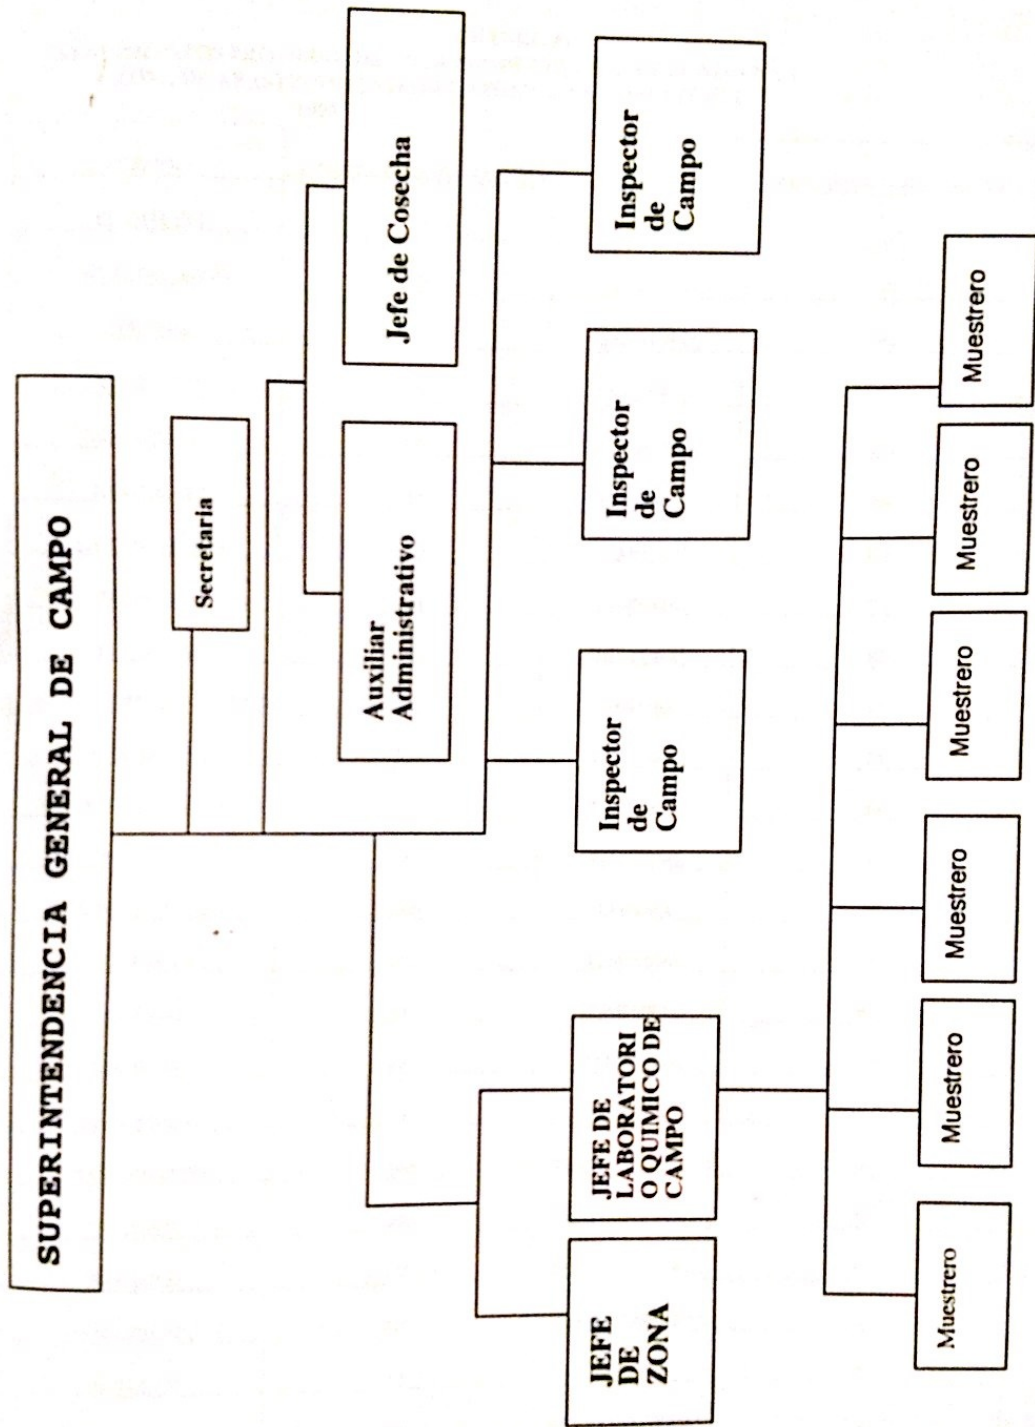 SUPERINTENDENCIA GENERAL DE CAMPO
Secretaria
Auxiliar
Administrativo
Jefe de Cosecha
JEFE
DE
ZONA
JEFE DE
LABORATORI
O QUIMICO DE
CAMPO
Inspector
de
Campo
Inspector
de
Campo
Inspector
de
Campo
Muestrero
Muestrero
Muestrero
Muestrero
Muestrero
Muestrero